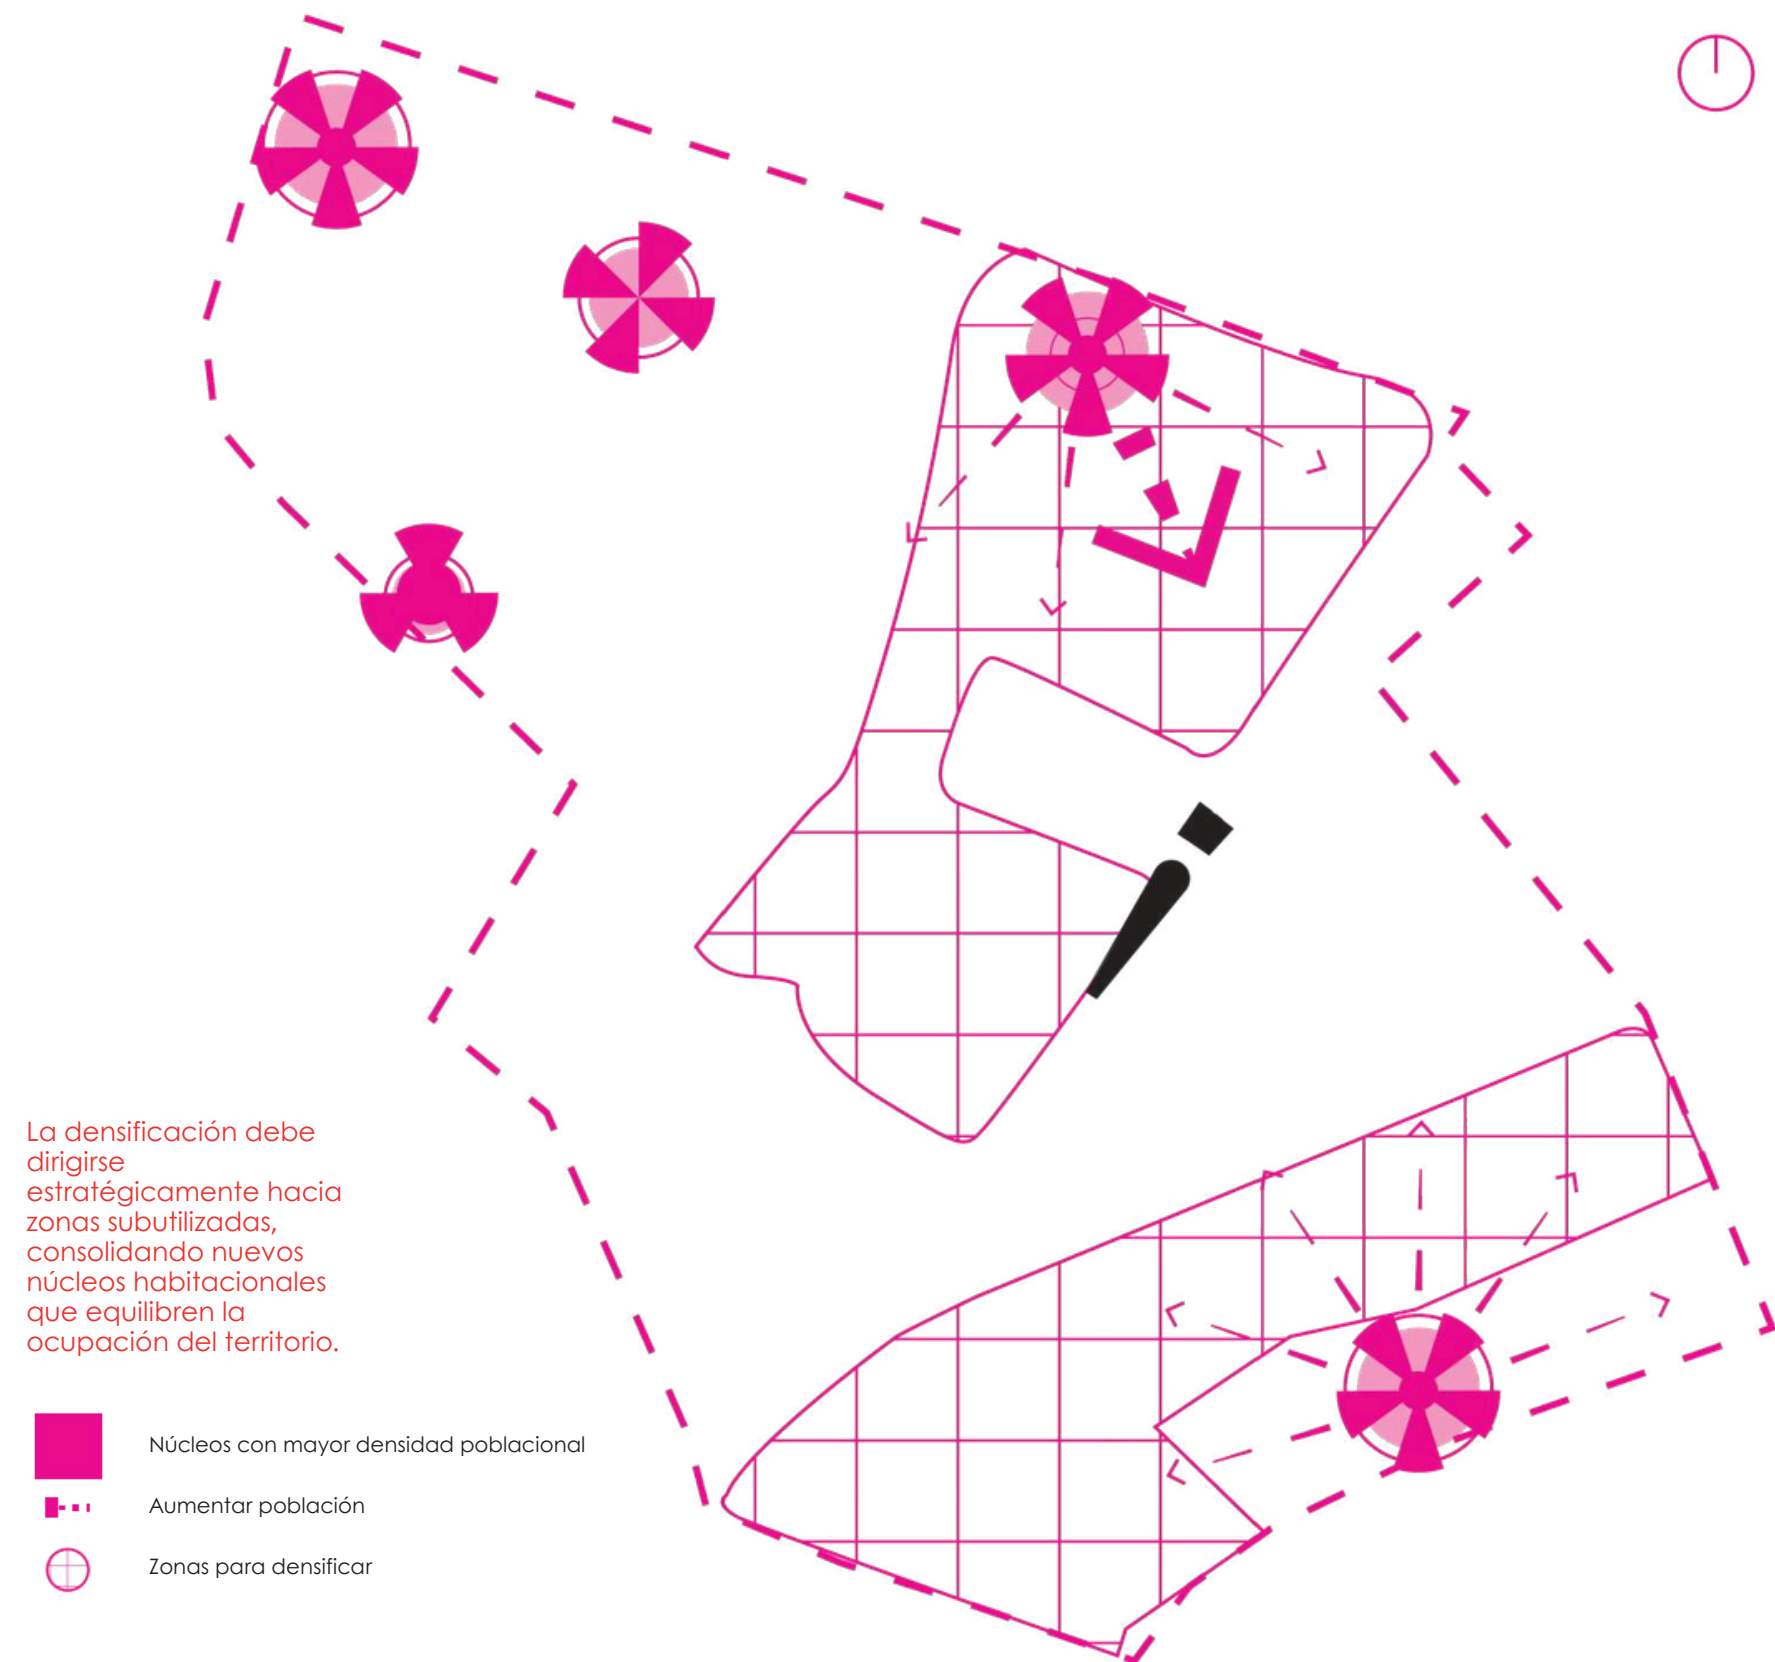 La densificación debe
dirigirse
estratégicamente hacia
zonas subutilizadas,
consolidando nuevos
núcleos habitacionales
que equilibren la
ocupación del territorio.
Núcleos con mayor densidad poblacional
Aumentar población
Zonas para densificar